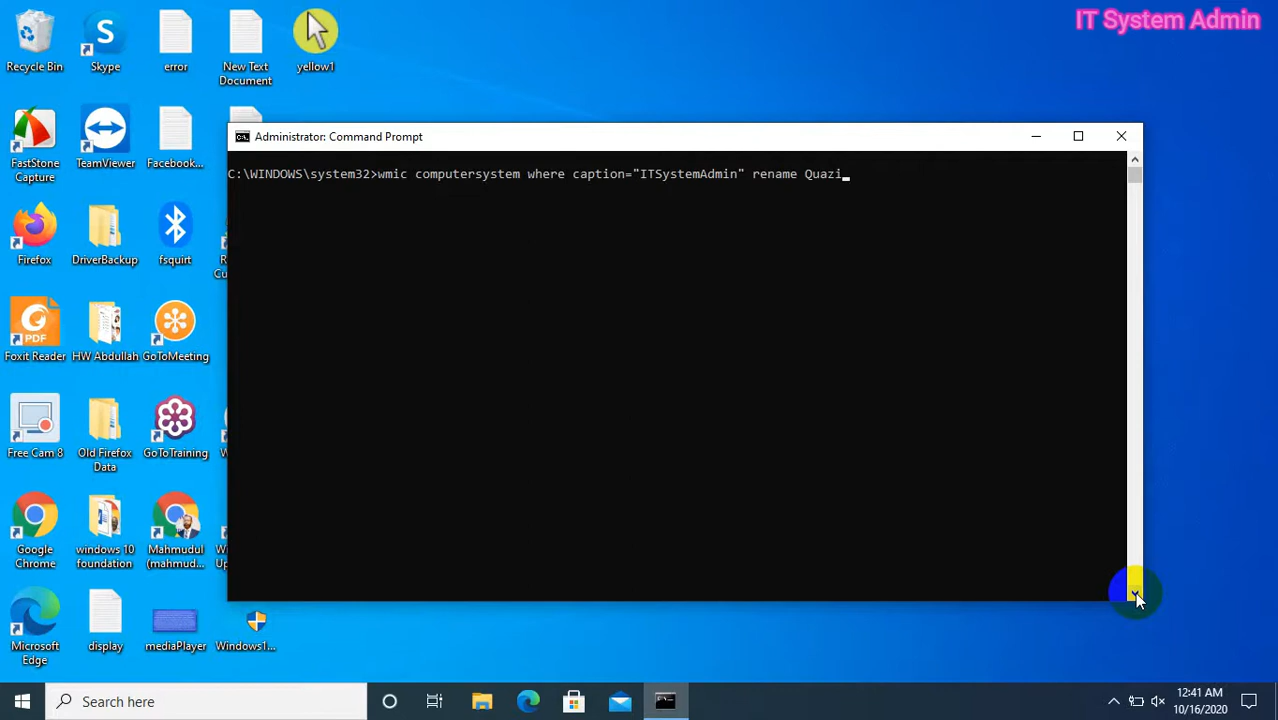 IT System Admin
Recycle Bin
Skype
error
New Text
Document
yellow1
FastStone
Capture
TeamViewer
Facebook...
Firefox
DriverBackup
fsquirt
Foxit Reader
HW Abdullah
GoToMeeting
Free Cam 8
Old Firefox
Data
GoToTraining
Google
Chrome
windows 10
foundation
Mahmudul
(mahmud...
Microsoft
Edge
display
mediaPlayer
Windows1...
Administrator: Command Prompt
C:\WINDOWS\system32>wmic computersystem where caption="ITSystemAdmin" rename Quazi
Search here
12:41 AM
10/16/2020